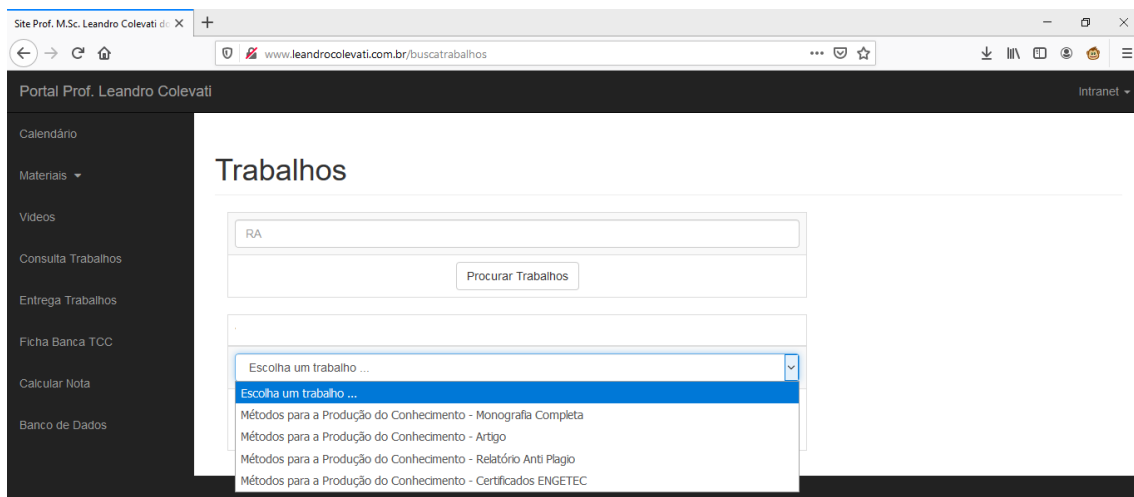 Site Prof. M.Sc. Leandro Colevati do
www.leandrocolevati.com.br/buscatrabalhos
Portal Prof. Leandro Colevati
Intranet
Calendário
Materiais
Videos
Consulta Trabalhos
Entrega Trabalhos
Ficha Banca TCC
Calcular Nota
Banco de Dados
Trabalhos
RA
Procurar Trabalhos
Escolha um trabalho ...
Escolha um trabalho ...
Métodos para a Produção do Conhecimento - Monografia Completa
Métodos para a Produção do Conhecimento - Artigo
Métodos para a Produção do Conhecimento - Relatório Anti Plagio
Métodos para a Produção do Conhecimento - Certificados ENGETEC